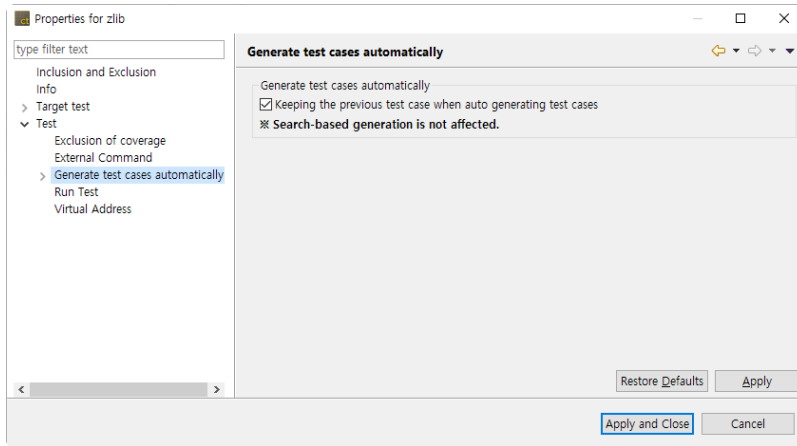 Properties for zlib
type filter text
Inclusion and Exclusion
Info
Target test
Test
Exclusion of coverage
External Command
Generate test cases automatically
Run Test
Virtual Address
Generate test cases automatically
Generate test cases automatically
Keeping the previous test case when auto generating test cases
※ Search-based generation is not affected.
Restore Defaults
Apply
Apply and Close
Cancel